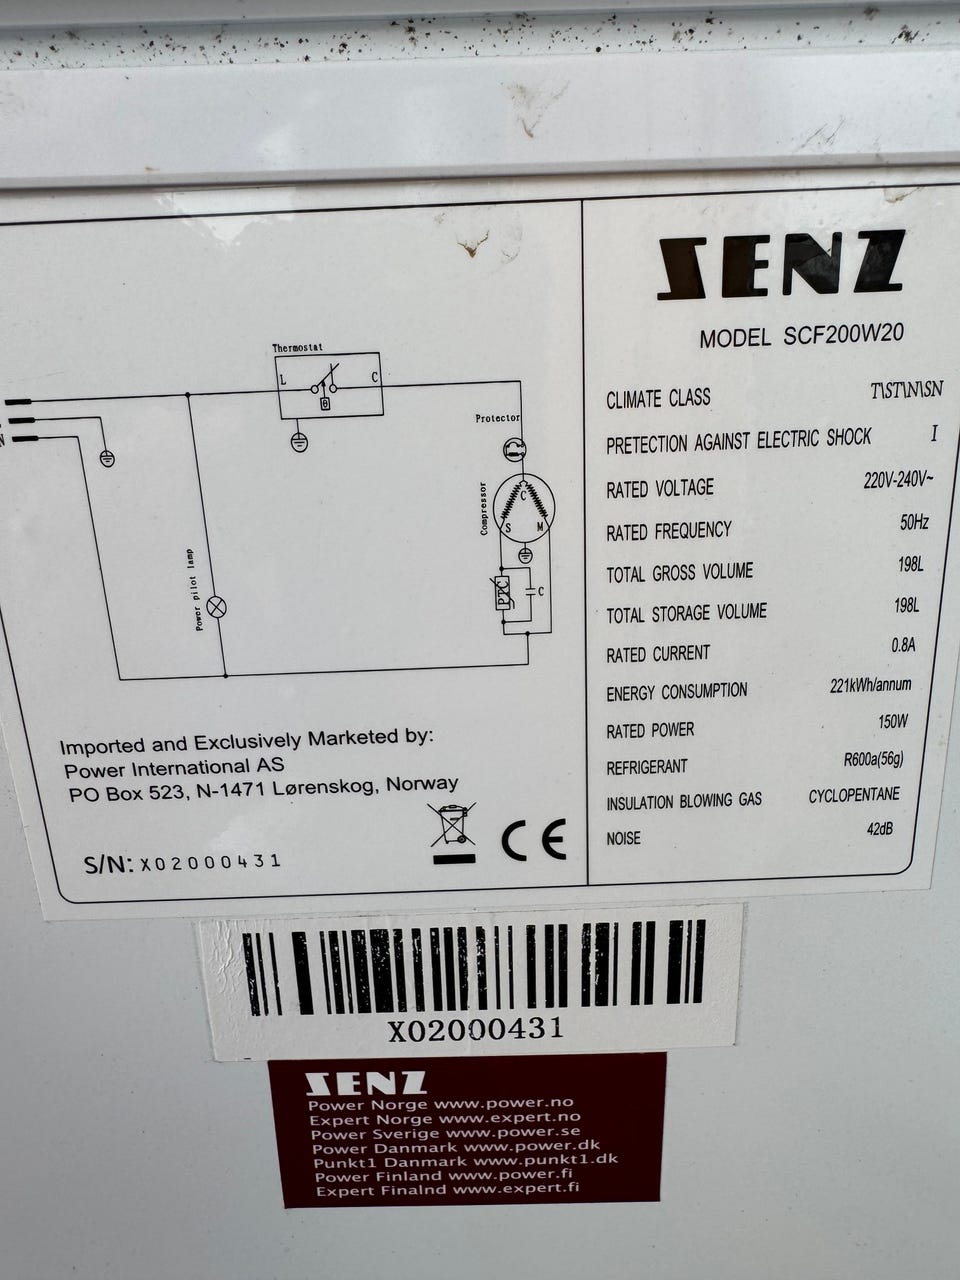 Thermostat
L
C
Protector
Compressor
C
S
M
PTC
C
Power pilot lamp
N
Imported and Exclusively Marketed by:
Power International AS
PO Box 523, N-1471 Lørenskog, Norway
S/N: X02000431
CE
SENZ
MODEL SCF200W20
CLIMATE CLASS T\ST\N\SN
PRETECTION AGAINST ELECTRIC SHOCK I
RATED VOLTAGE 220V-240V~
RATED FREQUENCY 50Hz
TOTAL GROSS VOLUME 198L
TOTAL STORAGE VOLUME 198L
RATED CURRENT 0.8A
ENERGY CONSUMPTION 221kWh/annum
RATED POWER 150W
REFRIGERANT R600a(56g)
INSULATION BLOWING GAS CYCLOPENTANE
NOISE 42dB
X02000431
SENZ
Power Norge www.power.no
Expert Norge www.expert.no
Power Sverige www.power.se
Power Danmark www.power.dk
Punkt1 Danmark www.punkt1.dk
Power Finland www.power.fi
Expert Finalnd www.expert.fi